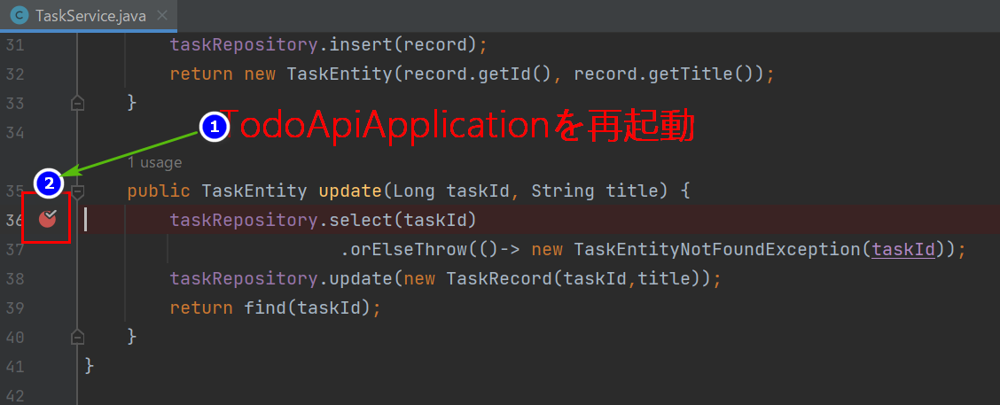 TaskService.java
31 taskRepository.insert(record);
32 return new TaskEntity(record.getId(), record.getTitle());
33 }
34
① TodoApiApplicationを再起動
1 usage
②
35 public TaskEntity update(Long taskId, String title) {
36 taskRepository.select(taskId)
37 .orElseThrow(()-> new TaskEntityNotFoundException(taskId));
38 taskRepository.update(new TaskRecord(taskId,title));
39 return find(taskId);
40 }
41 }
42